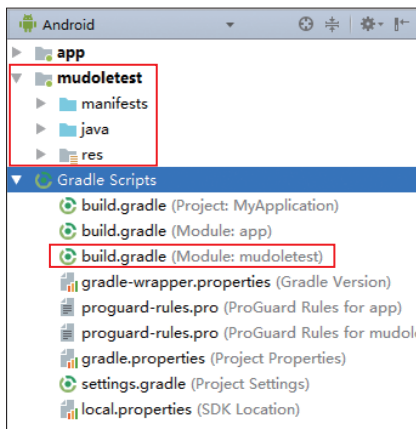 Android
app
mudoletest
manifests
java
res
Gradle Scripts
build.gradle (Project: MyApplication)
build.gradle (Module: app)
build.gradle (Module: mudoletest)
gradle-wrapper.properties (Gradle Version)
proguard-rules.pro (ProGuard Rules for app)
proguard-rules.pro (ProGuard Rules for mudol
gradle.properties (Project Properties)
settings.gradle (Project Settings)
local.properties (SDK Location)